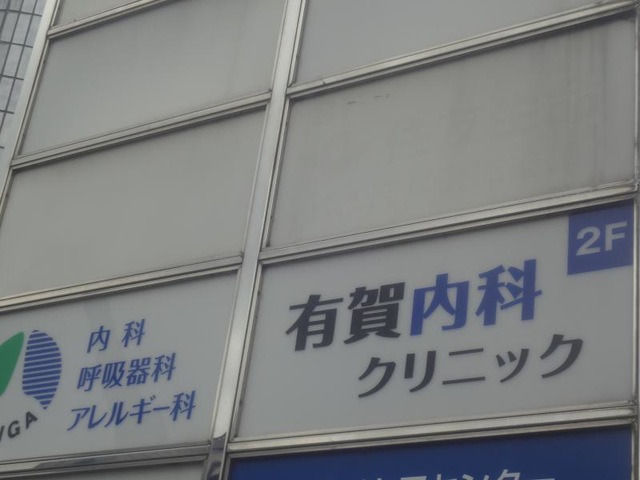 内科
呼吸器科
アレルギー科
2F
有賀内科
クリニック